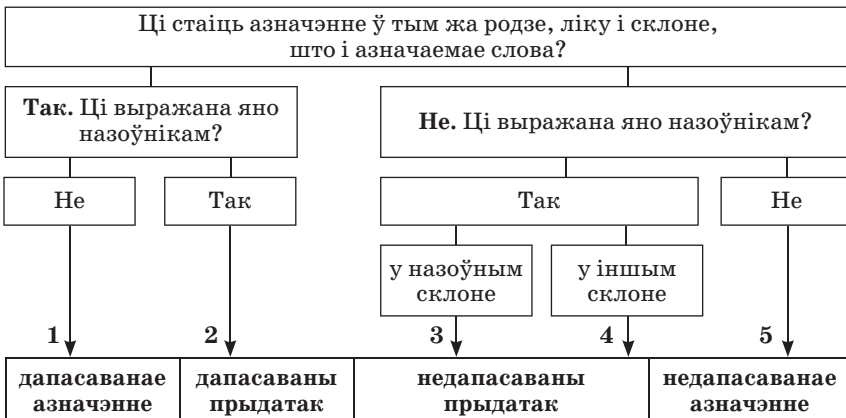 Ці стаіць азначэнне ў тым жа родзе, ліку і склоне,
што і азначаемае слова?
Так. Ці выражана яно
назоўнікам?
Не. Ці выражана яно назоўнікам?
Не
Так
Так
Не
у назоўным
склоне
у іншым
склоне
1
2
3
4
5
дапасаванае
азначэнне
дапасаваны
прыдатак
недапасаваны
прыдатак
недапасаванае
азначэнне